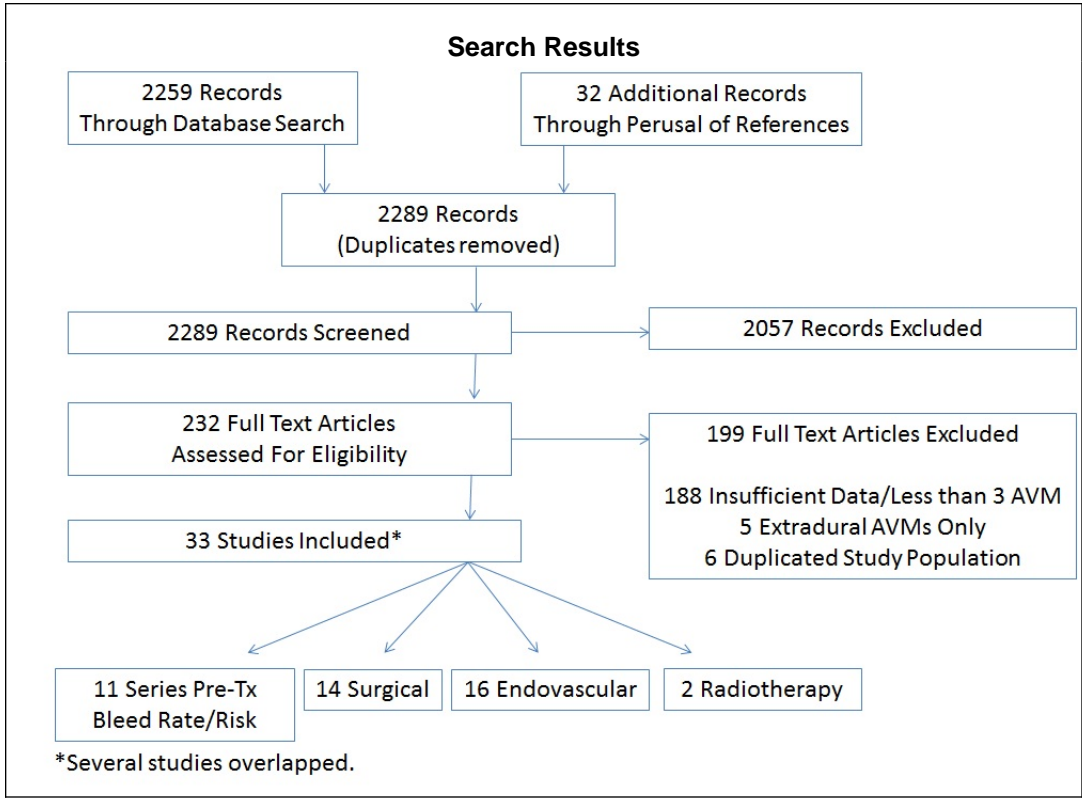 Search Results
2259 Records
Through Database Search
32 Additional Records
Through Perusal of References
2289 Records
(Duplicates removed)
2289 Records Screened
2057 Records Excluded
232 Full Text Articles
Assessed For Eligibility
199 Full Text Articles Excluded
188 Insufficient Data/Less than 3 AVM
5 Extradural AVMs Only
6 Duplicated Study Population
33 Studies Included*
11 Series Pre-Tx
Bleed Rate/Risk
14 Surgical
16 Endovascular
2 Radiotherapy
*Several studies overlapped.